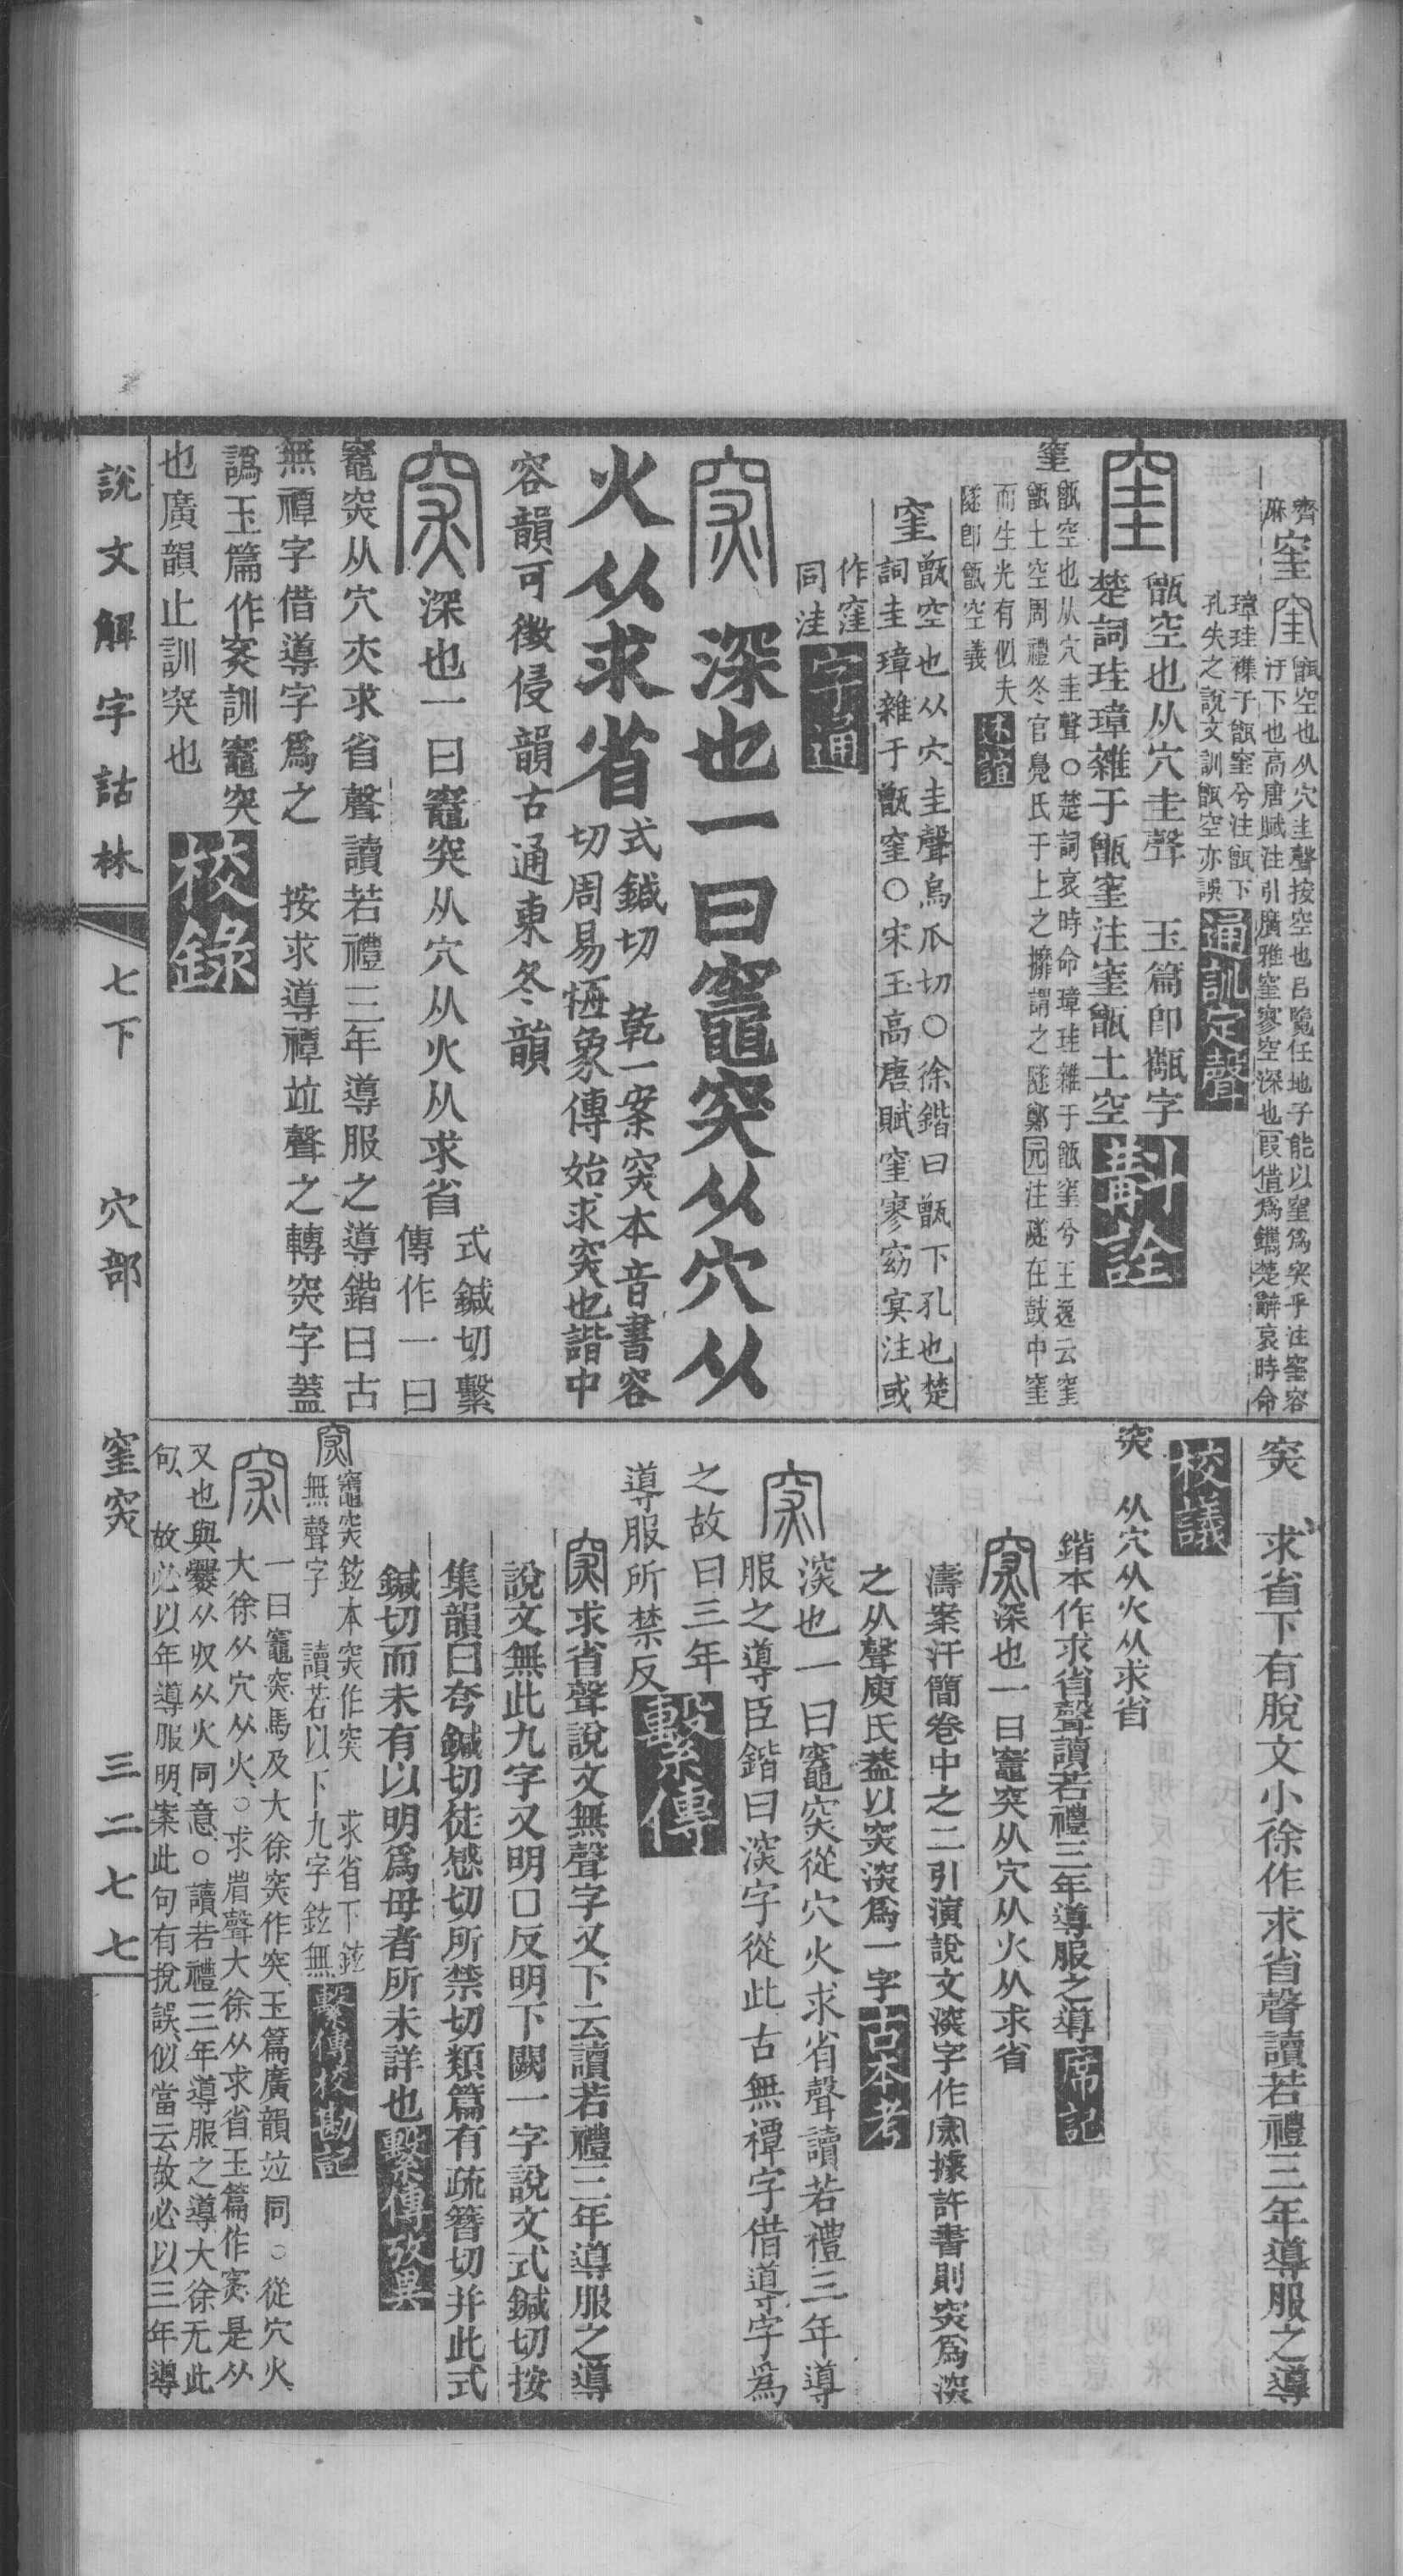 齊麻
窐
甑空也从穴圭聲按空也呂覽任地子能以窐爲突乎注窐容
汙下也高唐賦注引廣雅窐寥空深也叚借爲鑴楚辭哀時命
璋珪襍于甑窐兮注甑下
孔失之說文訓甑空亦誤
通訓定聲
甑空也从穴圭聲 玉篇卽甗字
楚詞珪璋雜于甑窐注窐甑土空
斠詮
窐
甑空也从穴圭聲○楚詞哀時命璋珪雜于甑窐兮王逸云窐
甑土空周禮冬官鳧氏于上之攠謂之隧鄭元注隧在鼓中窐
而生光有似夫
隧卽甑空義
述誼
窐
甑空也从穴圭聲烏瓜切○徐鍇曰甑下孔也楚
詞圭璋雜于甑窐○宋玉高唐賦窐寥窈冥注或
作窪
同洼
字通
深也一曰竈突从穴从
火从求省
式鍼切 乾一案突本音書容
切周易恆象傳始求突也諧中
容韻可徵侵韻古通東冬韻
深也一曰竈突从穴从火从求省
式鍼切繫
傳作一曰
竈突从穴夾求省聲讀若禮三年導服之導鍇曰古
無禫字借導字爲之 按求導禫竝聲之轉突字蓋
譌玉篇作䆲訓竈突
也廣韻止訓突也
校錄
突 求省下有脫文小徐作求省聲讀若禮三年導服之導
校議
突 从穴从火从求省
鍇本作求省聲讀若禮三年導服之導
席記
深也一曰竈突从穴从火从求省
濤案汗簡卷中之二引演說文深字作𡩡據許書則突爲深
之从聲庾氏蓋以突深爲一字
古本考
深也一曰竈突從穴火求省聲讀若禮三年導
服之導臣鍇曰深字從此古無禫字借導字爲
之故曰三年
導服所禁反
繫傳
求省聲說文無聲字又下云讀若禮三年導服之導
說文無此九字又明口反明下闕一字說文式鍼切按
集韻曰夸鍼切徒感切所禁切類篇有疏簪切幷此式
鍼切而未有以明爲母者所未詳也
繫傳攷異
竈突鉉本突作突 求省下鉉
無聲字 讀若以下九字鉉無
繫傳校勘記
一曰竈突馬及大徐突作突玉篇廣韻竝同○從穴火
大徐从穴从火○求省聲大徐从求省玉篇作䆲是从
又也與爨从収从火同意○讀若禮三年導服之導大徐无此
句 故必以年導服明案此句有捝誤似當云故必以三年導
說文解字詁林 七下 穴部 窐突 三二七七